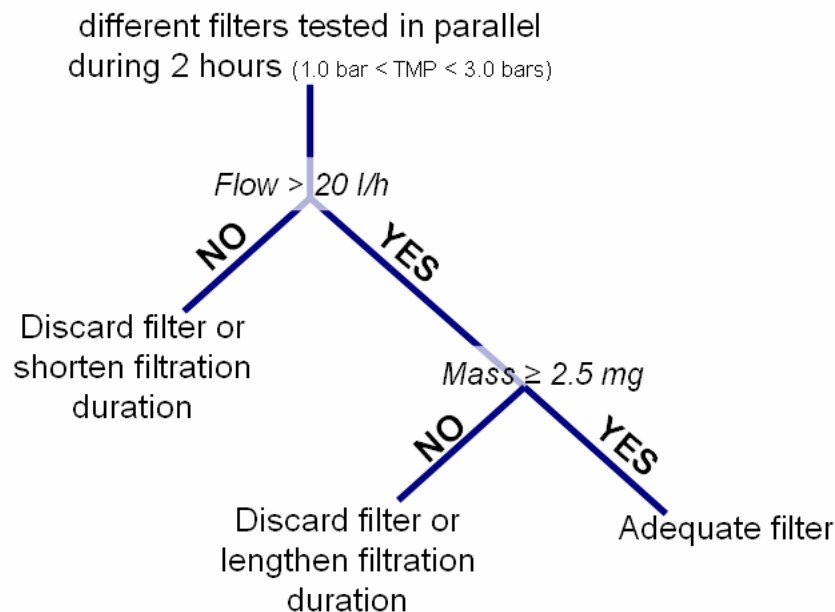 different filters tested in parallel
during 2 hours (1.0 bar < TMP < 3.0 bars)
Flow > 20 l/h
NO
YES
Discard filter or
shorten filtration
duration
Mass ≥ 2.5 mg
NO
YES
Discard filter or
lengthen filtration
duration
Adequate filter